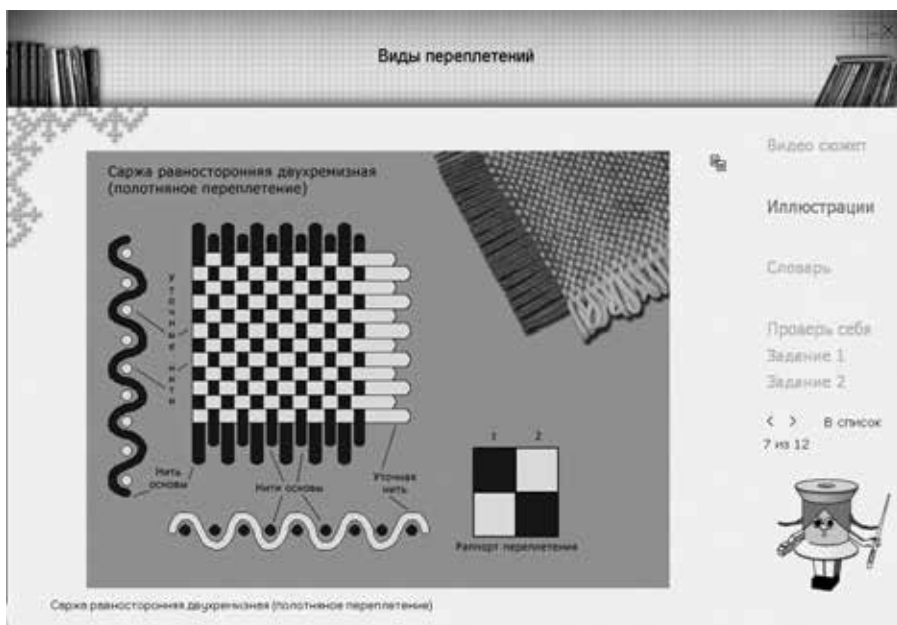 Виды переплетений
Видео сюжет
Иллюстрации
Словарь
Проверь себя
Задание 1
Задание 2
< > В список
7 из 12
Саржа равносторонняя двухремизная
(полотняное переплетение)
Уточные нити
Нить
основы
Нити основы
Уточная
нить
1 2
Раппорт переплетения
Саржа равносторонняя двухремизная (полотняное переплетение)